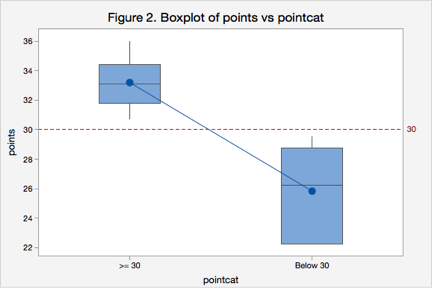 Figure 2. Boxplot of points vs pointcat
36
34
32
30
30
28
26
24
22
points
>= 30
Below 30
pointcat